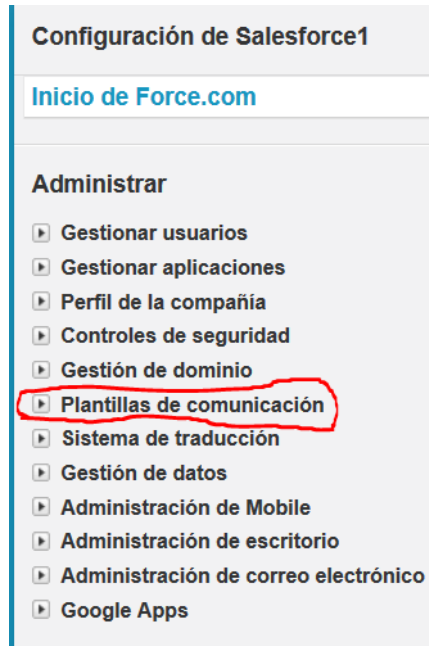 Configuración de Salesforce1
Inicio de Force.com
Administrar
Gestionar usuarios
Gestionar aplicaciones
Perfil de la compañía
Controles de seguridad
Gestión de dominio
Plantillas de comunicación
Sistema de traducción
Gestión de datos
Administración de Mobile
Administración de escritorio
Administración de correo electrónico
Google Apps